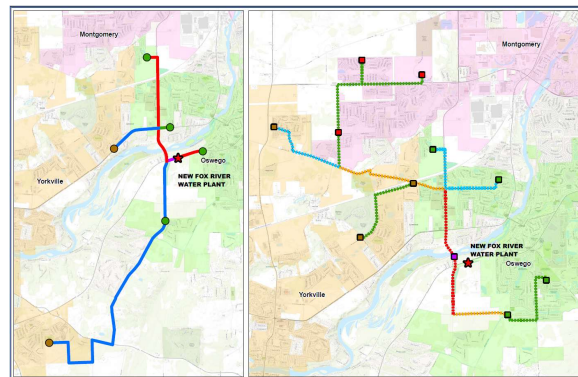 Montgomery
Oswego
NEW FOX RIVER
WATER PLANT
Yorkville
Montgomery
NEW FOX RIVER
WATER PLANT
Oswego
Yorkville